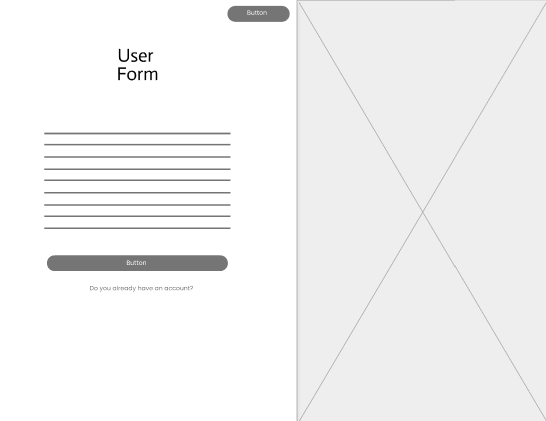 Button
User
Form
Button
Do you already have an account?